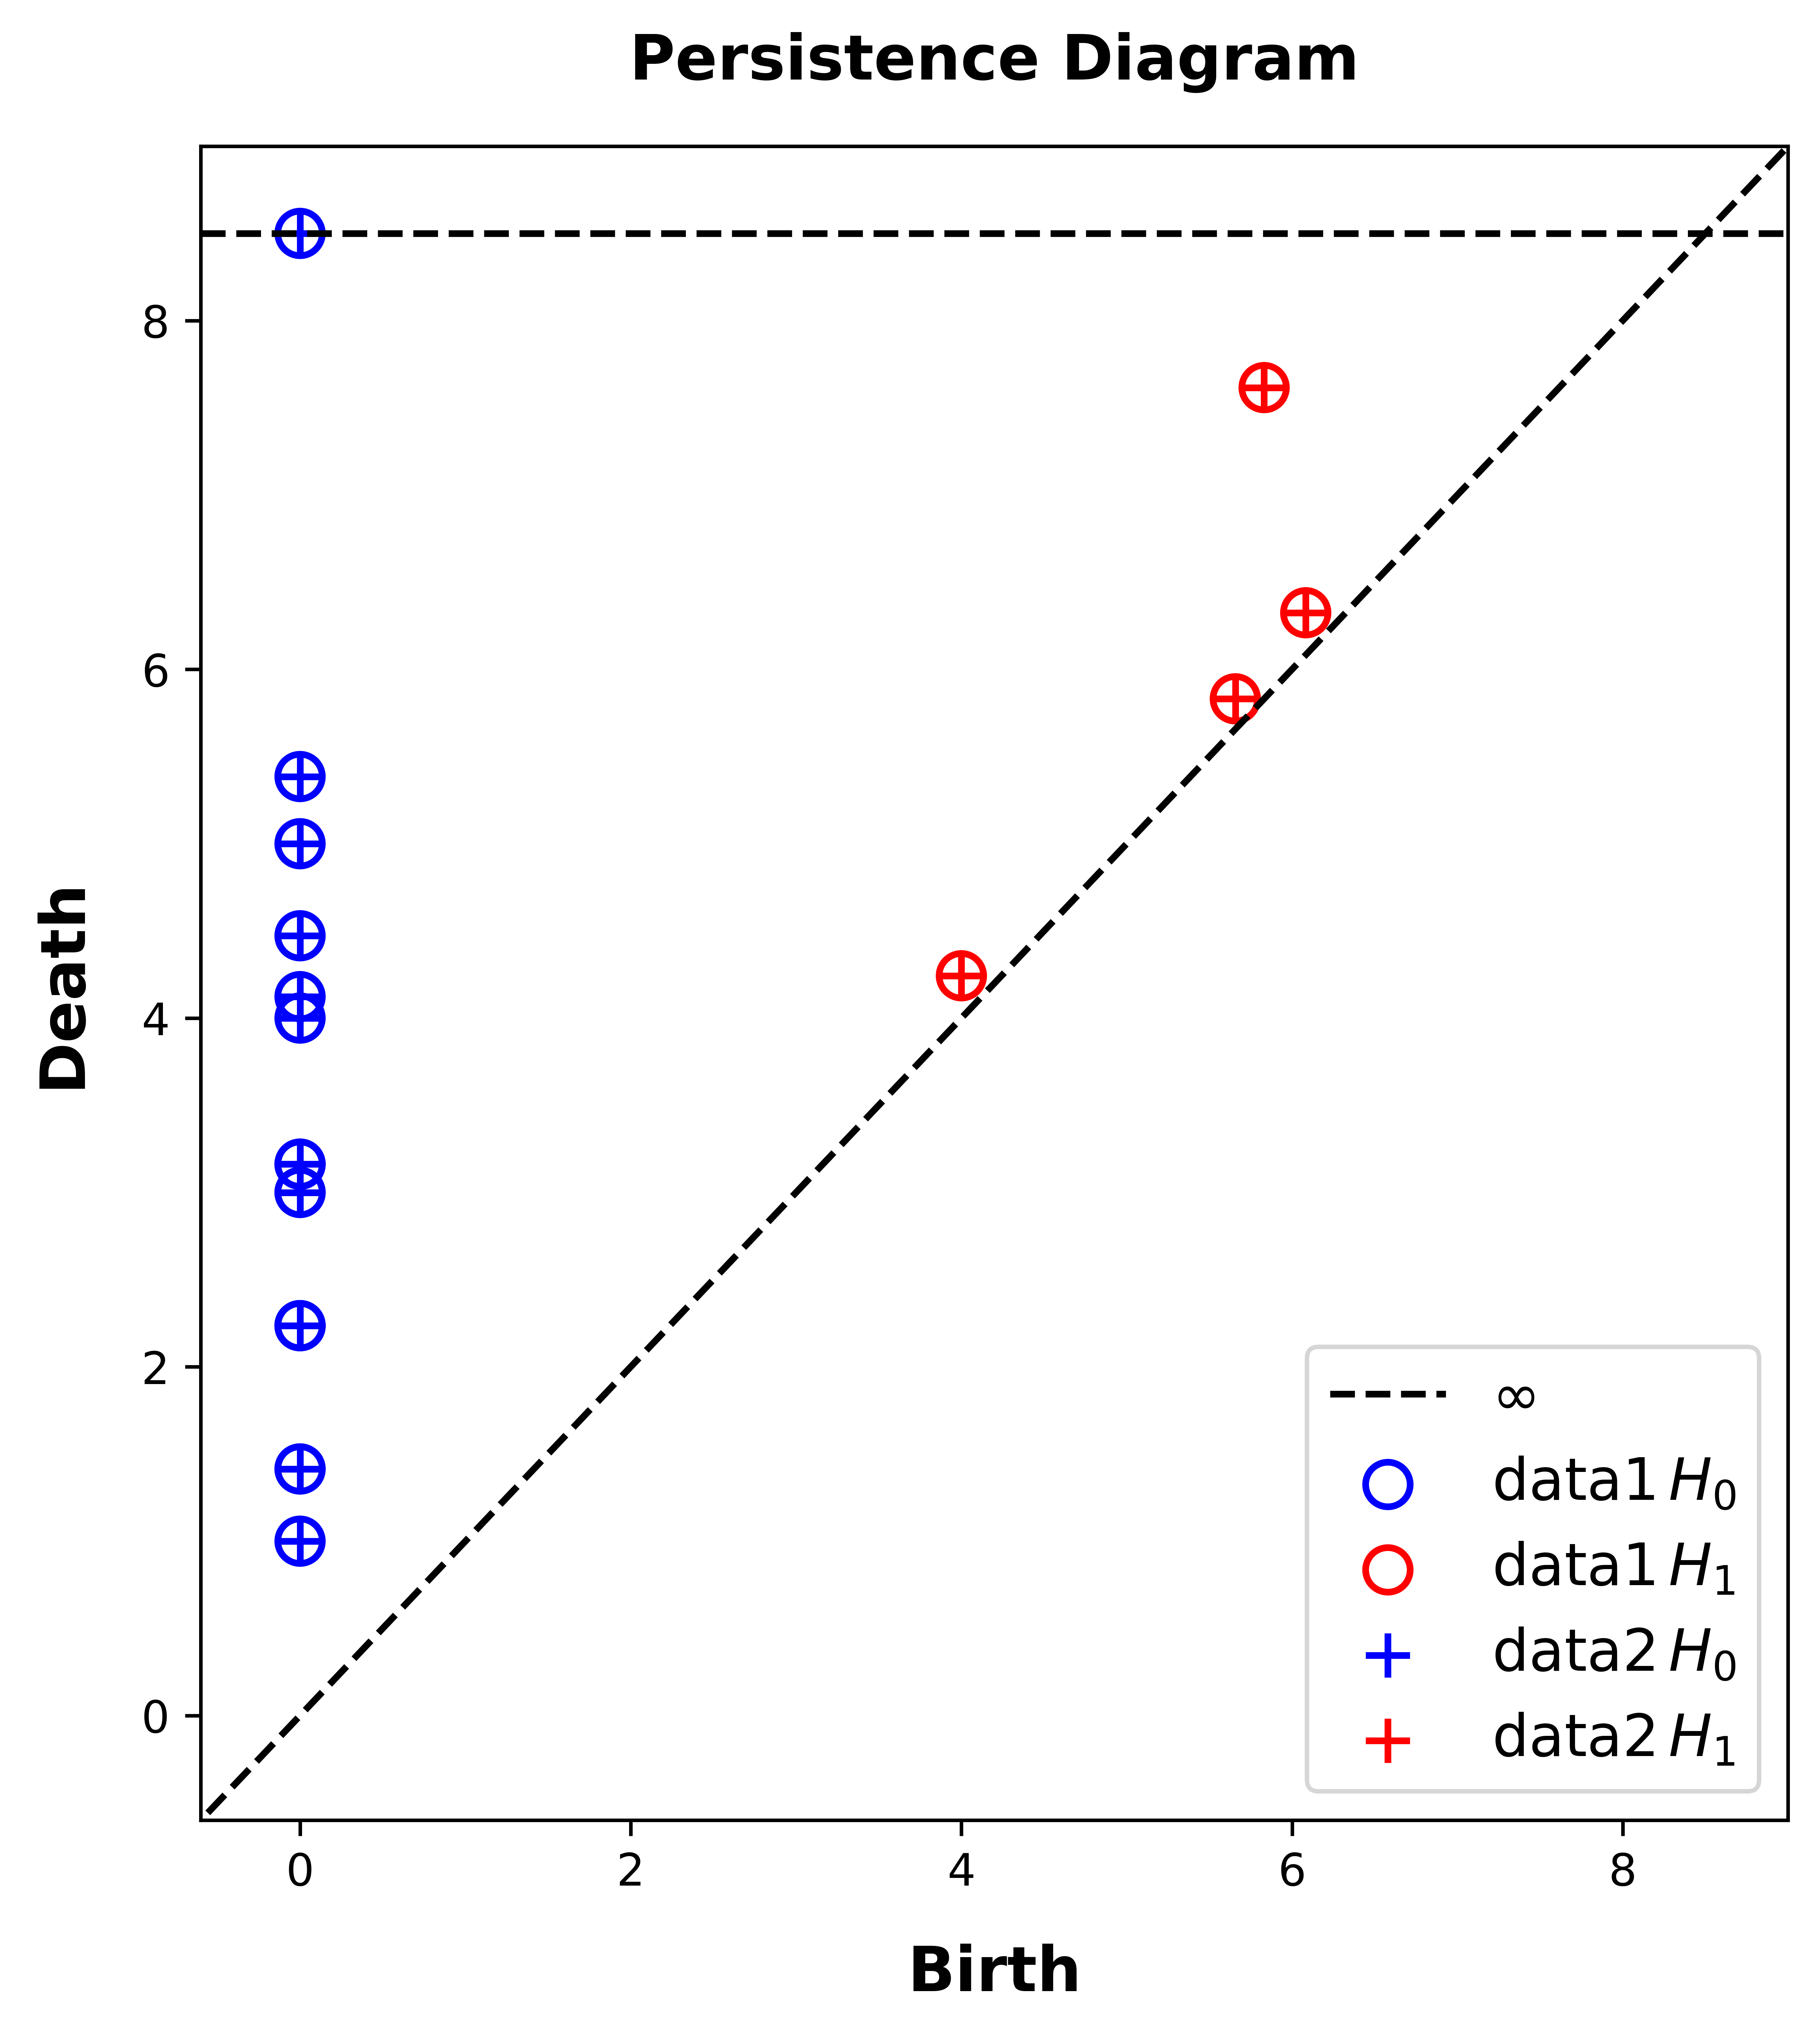 Persistence Diagram
8
6
4
2
0
Death
0 2 4 6 8
Birth
∞
data1 H₀
data1 H₁
data2 H₀
data2 H₁